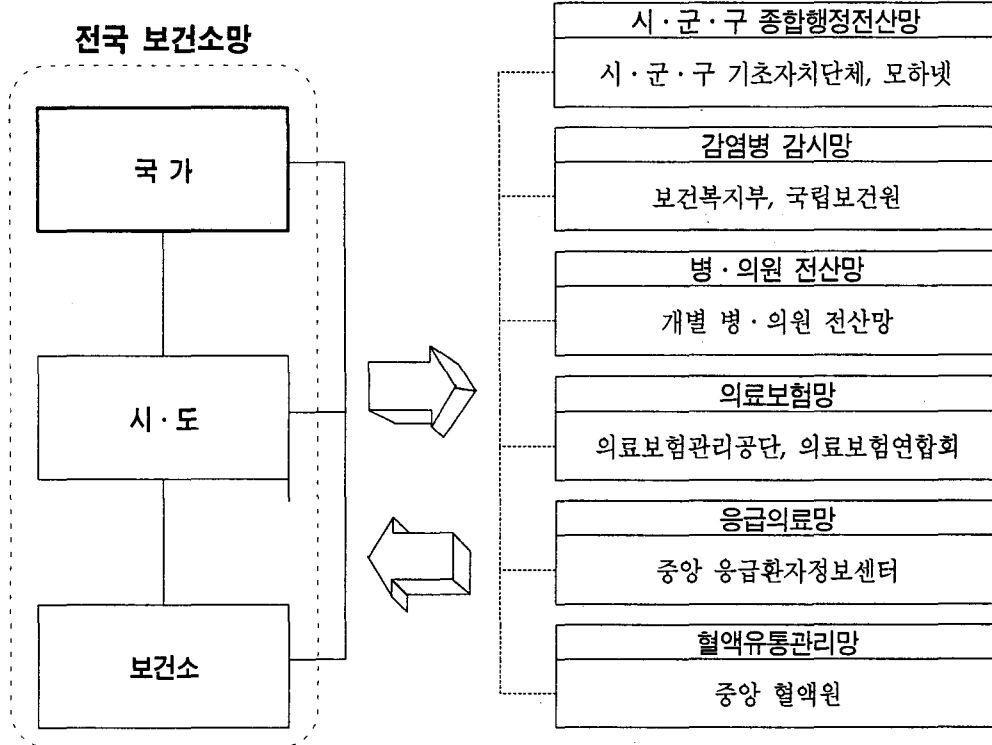 전국 보건소망
국 가
시 · 도
보건소
시 · 군 · 구 종합행정전산망
시 · 군 · 구 기초자치단체, 모하넷
감염병 감시망
보건복지부, 국립보건원
병 · 의원 전산망
개별 병 · 의원 전산망
의료보험망
의료보험관리공단, 의료보험연합회
응급의료망
중앙 응급환자정보센터
혈액유통관리망
중앙 혈액원